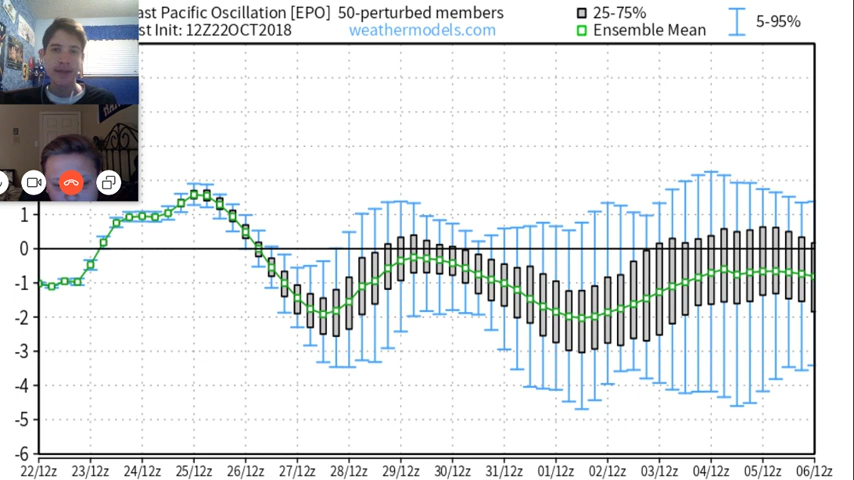 ast Pacific Oscillation [EPO] 50-perturbed members
25-75%
5-95%
st Init: 12Z22OCT2018
weathermodels.com
Ensemble Mean
1
0
-1
-2
-3
-4
-5
-6
22/12z 23/12z 24/12z 25/12z 26/12z 27/12z 28/12z 29/12z 30/12z 31/12z 01/12z 02/12z 03/12z 04/12z 05/12z 06/12z